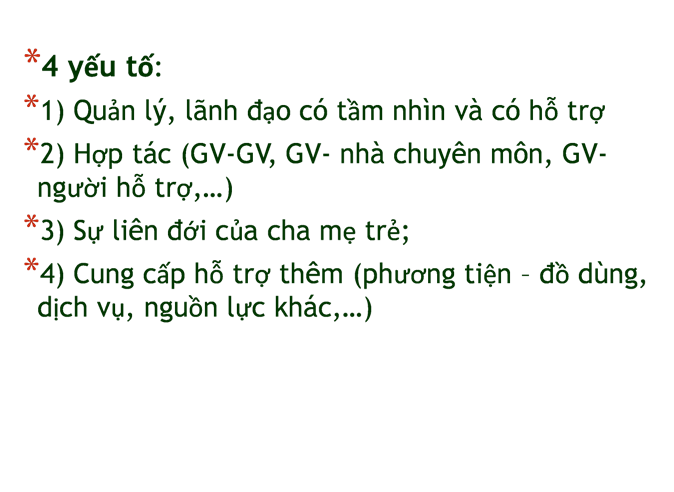 *4 yếu tố:
*1) Quản lý, lãnh đạo có tầm nhìn và có hỗ trợ
*2) Hợp tác (GV-GV, GV- nhà chuyên môn, GV-
người hỗ trợ,…)
*3) Sự liên đới của cha mẹ trẻ;
*4) Cung cấp hỗ trợ thêm (phương tiện – đồ dùng,
dịch vụ, nguồn lực khác,…)